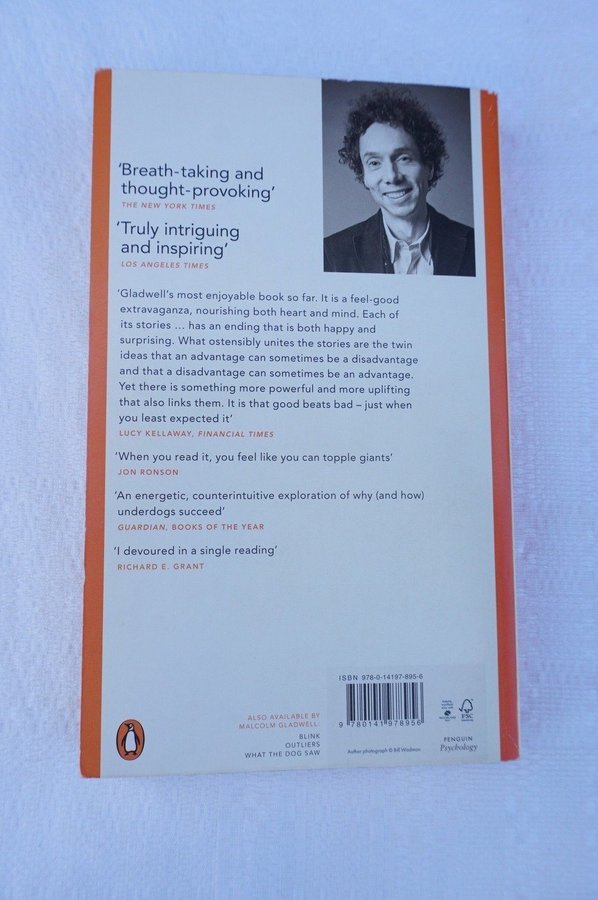 ‘Breath-taking and
thought-provoking’
THE NEW YORK TIMES
‘Truly intriguing
and inspiring’
LOS ANGELES TIMES
‘Gladwell’s most enjoyable book so far. It is a feel-good
extravaganza, nourishing both heart and mind. Each of
its stories … has an ending that is both happy and
surprising. What ostensibly unites the stories are the twin
ideas that an advantage can sometimes be a disadvantage
and that a disadvantage can sometimes be an advantage.
Yet there is something more powerful and more uplifting
that also links them. It is that good beats bad – just when
you least expected it’
LUCY KELLAWAY, FINANCIAL TIMES
‘When you read it, you feel like you can topple giants’
JON RONSON
‘An energetic, counterintuitive exploration of why (and how)
underdogs succeed’
GUARDIAN, BOOKS OF THE YEAR
‘I devoured in a single reading’
RICHARD E. GRANT
ISBN 978-0-14197-895-6
9 780141 978956
ALSO AVAILABLE BY
MALCOLM GLADWELL:
BLINK
OUTLIERS
WHAT THE DOG SAW
Author photograph © Bill Wadman
FSC
PENGUIN
Psychology